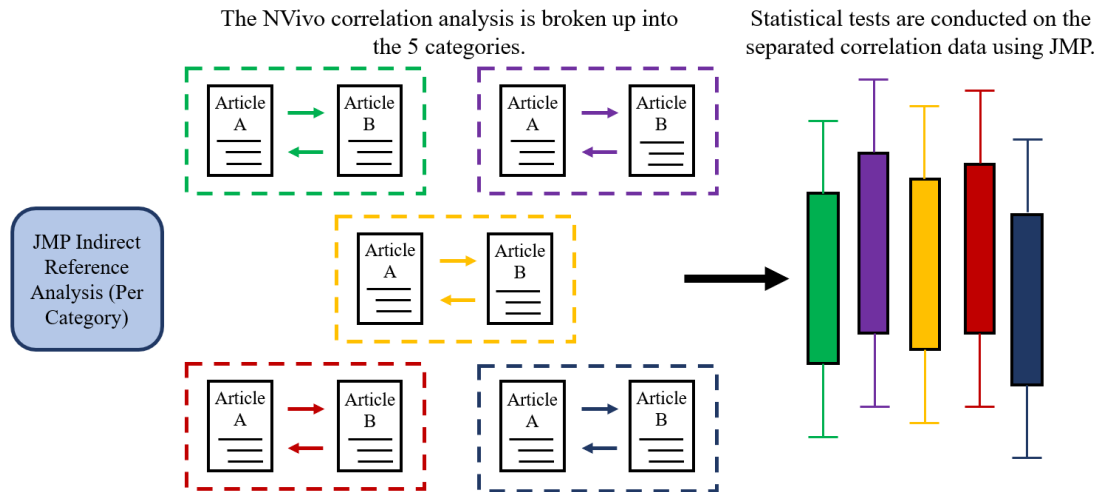 The NVivo correlation analysis is broken up into
the 5 categories.
Statistical tests are conducted on the
separated correlation data using JMP.
Article
A
Article
B
Article
A
Article
B
JMP Indirect
Reference
Analysis (Per
Category)
Article
A
Article
B
Article
A
Article
B
Article
A
Article
B